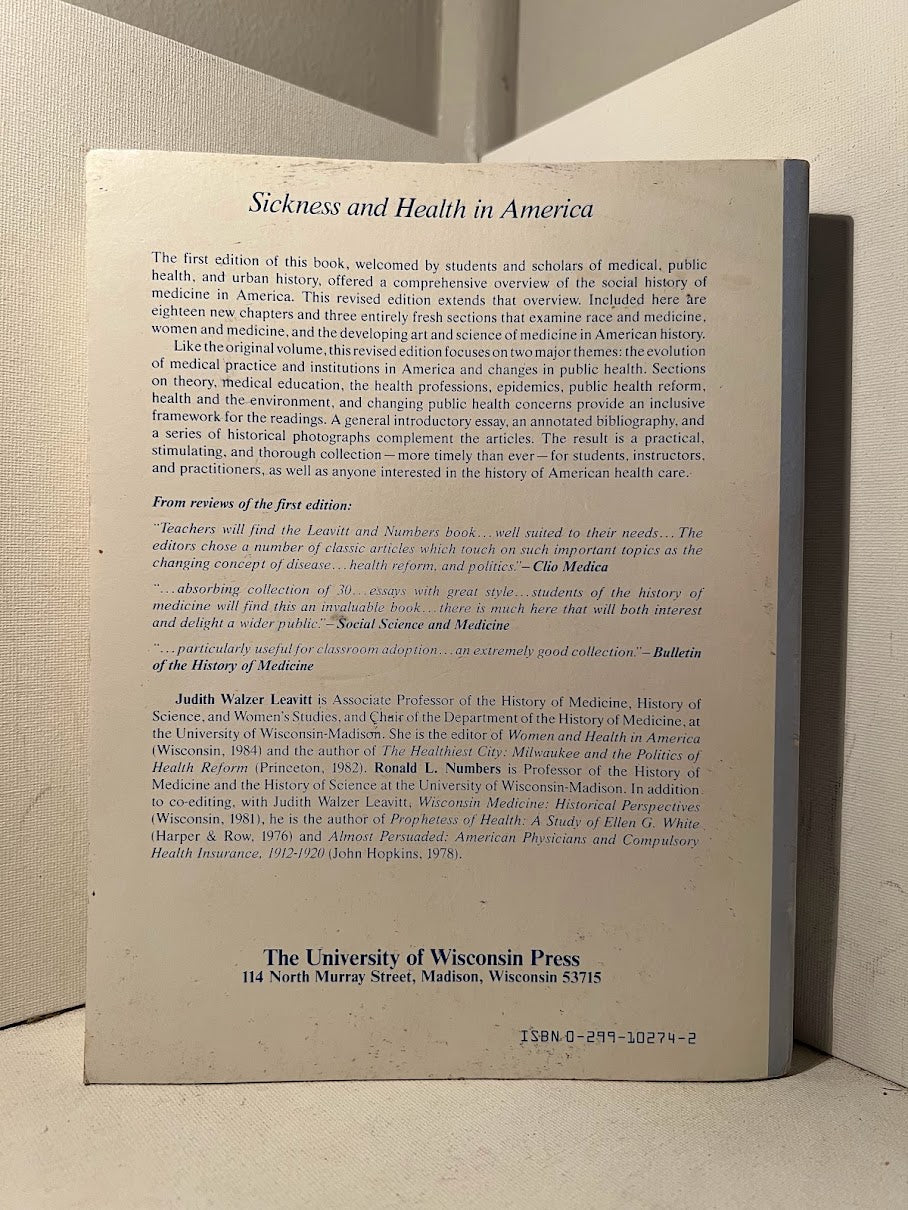 Sickness and Health in America
The first edition of this book, welcomed by students and scholars of medical, public
health, and urban history, offered a comprehensive overview of the social history of
medicine in America. This revised edition extends that overview. Included here are
eighteen new chapters and three entirely fresh sections that examine race and medicine,
women and medicine, and the developing art and science of medicine in American history.
Like the original volume, this revised edition focuses on two major themes: the evolution
of medical practice and institutions in America and changes in public health. Sections
on theory, medical education, the health professions, epidemics, public health reform,
health and the environment, and changing public health concerns provide an inclusive
framework for the readings. A general introductory essay, an annotated bibliography, and
a series of historical photographs complement the articles. The result is a practical,
stimulating, and thorough collection—more timely than ever—for students, instructors,
and practitioners, as well as anyone interested in the history of American health care.
From reviews of the first edition:
"Teachers will find the Leavitt and Numbers book...well suited to their needs...The
editors chose a number of classic articles which touch on such important topics as the
changing concept of disease...health reform, and politics."—Clio Medica
"...absorbing collection of 30...essays with great style...students of the history of
medicine will find this an invaluable book...there is much here that will both interest
and delight a wider public."—Social Science and Medicine
"...particularly useful for classroom adoption...an extremely good collection."—Bulletin
of the History of Medicine
Judith Walzer Leavitt is Associate Professor of the History of Medicine, History of
Science, and Women's Studies, and Chair of the Department of the History of Medicine, at
the University of Wisconsin-Madison. She is the editor of Women and Health in America
(Wisconsin, 1984) and the author of The Healthiest City: Milwaukee and the Politics of
Health Reform (Princeton, 1982). Ronald L. Numbers is Professor of the History of
Medicine and the History of Science at the University of Wisconsin-Madison. In addition
to co-editing, with Judith Walzer Leavitt, Wisconsin Medicine: Historical Perspectives
(Wisconsin, 1981), he is the author of Prophetess of Health: A Study of Ellen G. White
(Harper & Row, 1976) and Almost Persuaded: American Physicians and Compulsory
Health Insurance, 1912-1920 (John Hopkins, 1978).
The University of Wisconsin Press
114 North Murray Street, Madison, Wisconsin 53715
ISBN 0-299-10274-2